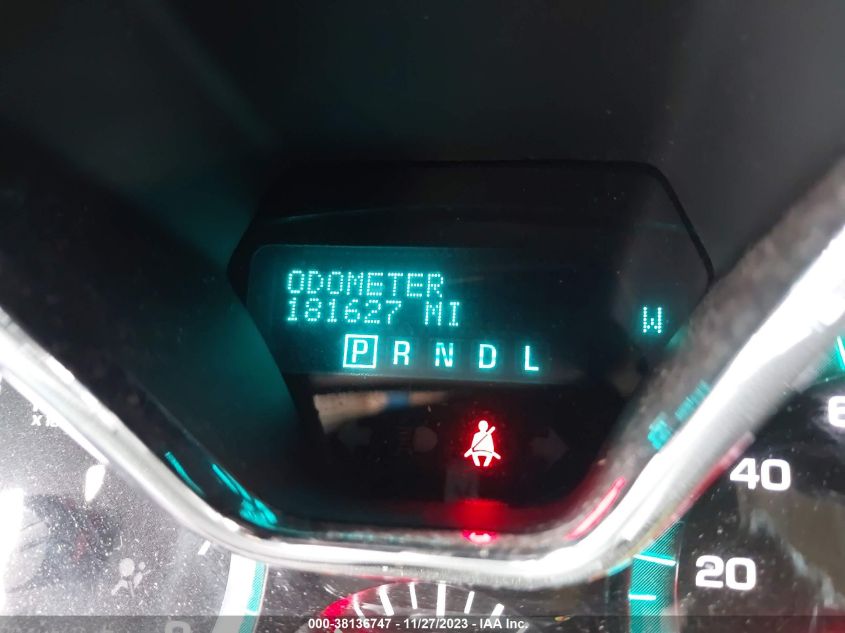 ODOMETER
181627 MI
W
P R N D L
40
20
000-38136747 - 11/27/2023 - IAA Inc.